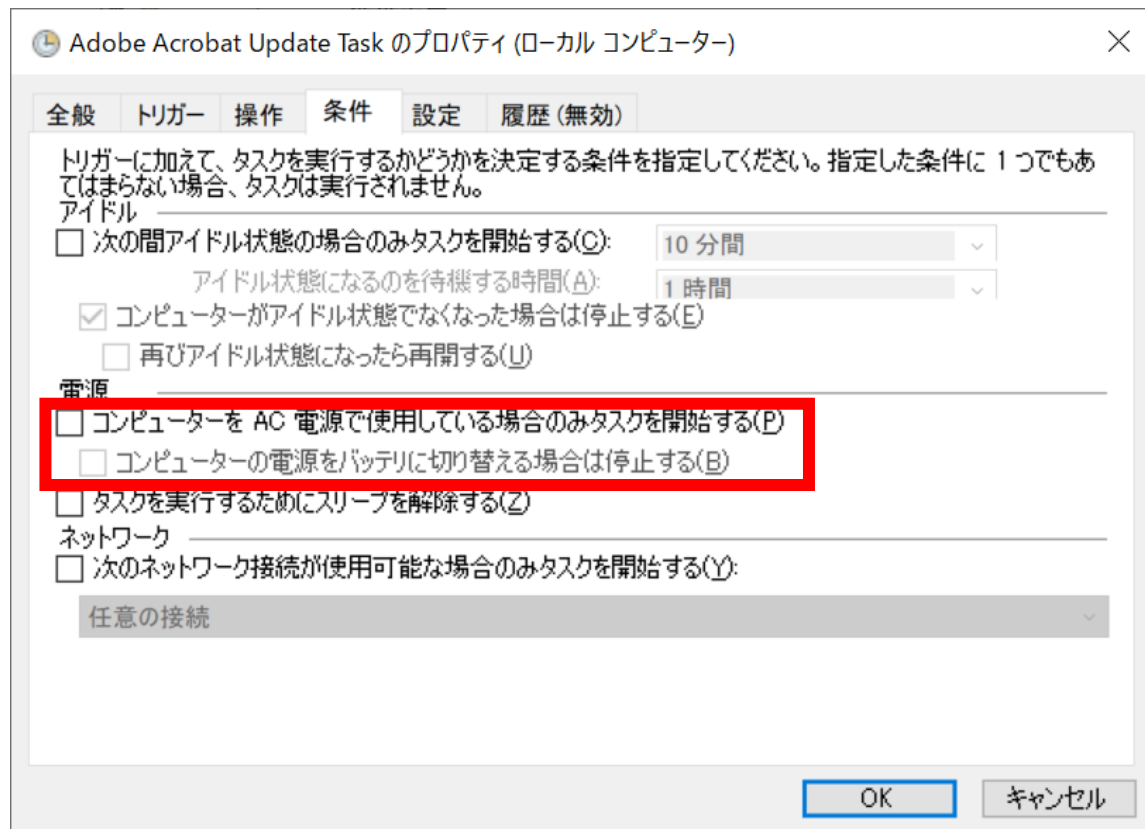 Adobe Acrobat Update Task のプロパティ (ローカル コンピューター)
全般 トリガー 操作 条件 設定 履歴 (無効)
トリガーに加えて、タスクを実行するかどうかを決定する条件を指定してください。指定した条件に 1 つでもあ
てはまらない場合、タスクは実行されません。
アイドル
次の間アイドル状態の場合のみタスクを開始する(C): 10 分間
アイドル状態になるのを待機する時間(A): 1 時間
コンピューターがアイドル状態でなくなった場合は停止する(E)
再びアイドル状態になったら再開する(U)
電源
コンピューターを AC 電源で使用している場合のみタスクを開始する(P)
コンピューターの電源をバッテリに切り替える場合は停止する(B)
タスクを実行するためにスリープを解除する(Z)
ネットワーク
次のネットワーク接続が使用可能な場合のみタスクを開始する(Y):
任意の接続
OK キャンセル